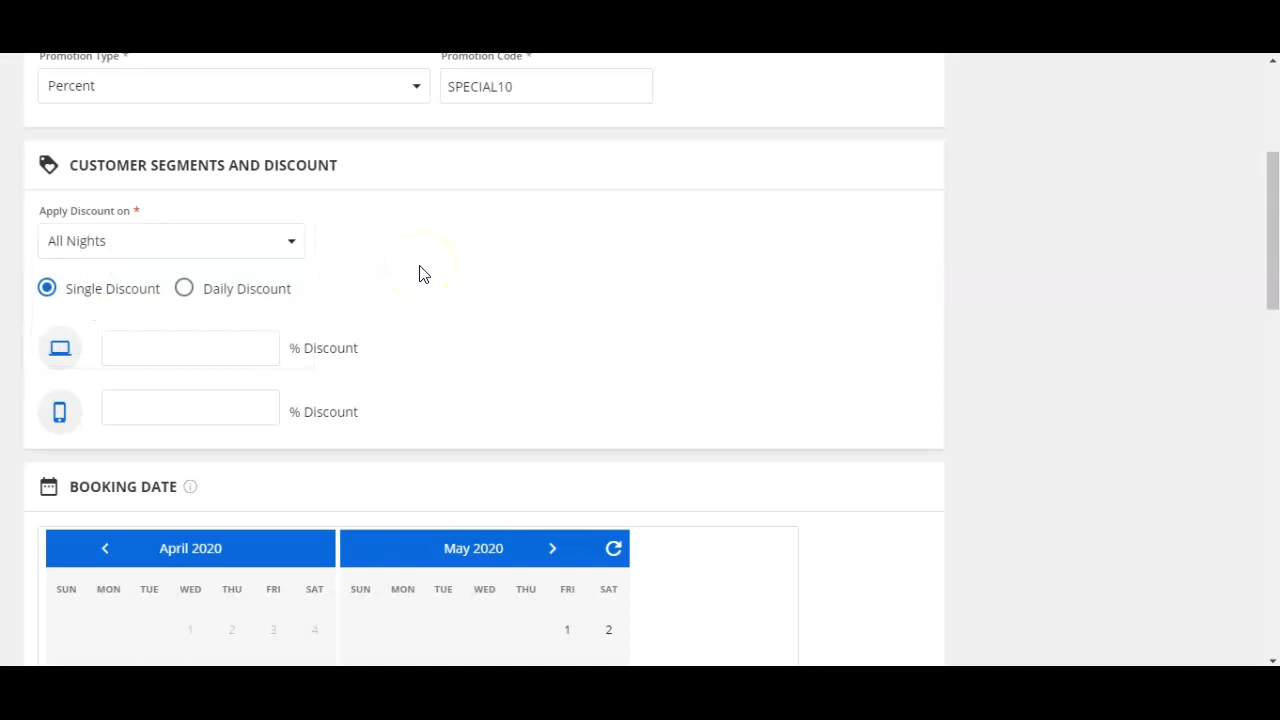 Promotion Type * Promotion Code *
Percent SPECIAL10
CUSTOMER SEGMENTS AND DISCOUNT
Apply Discount on *
All Nights
Single Discount Daily Discount
% Discount
% Discount
BOOKING DATE
April 2020 May 2020
SUN MON TUE WED THU FRI SAT SUN MON TUE WED THU FRI SAT
1 2 3 4 1 2